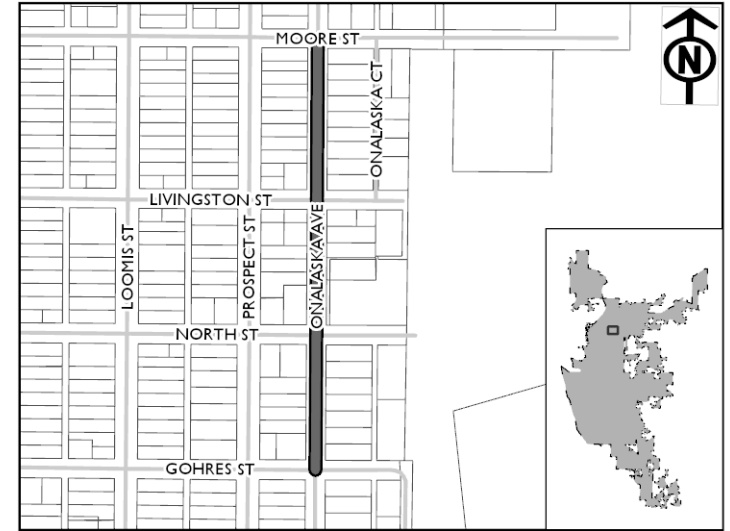 MOORE ST
N
ONALASKA CT
LIVINGSTON ST
LOOMIS ST
PROSPECT ST
ONALASKA AVE
NORTH ST
GOHRES ST